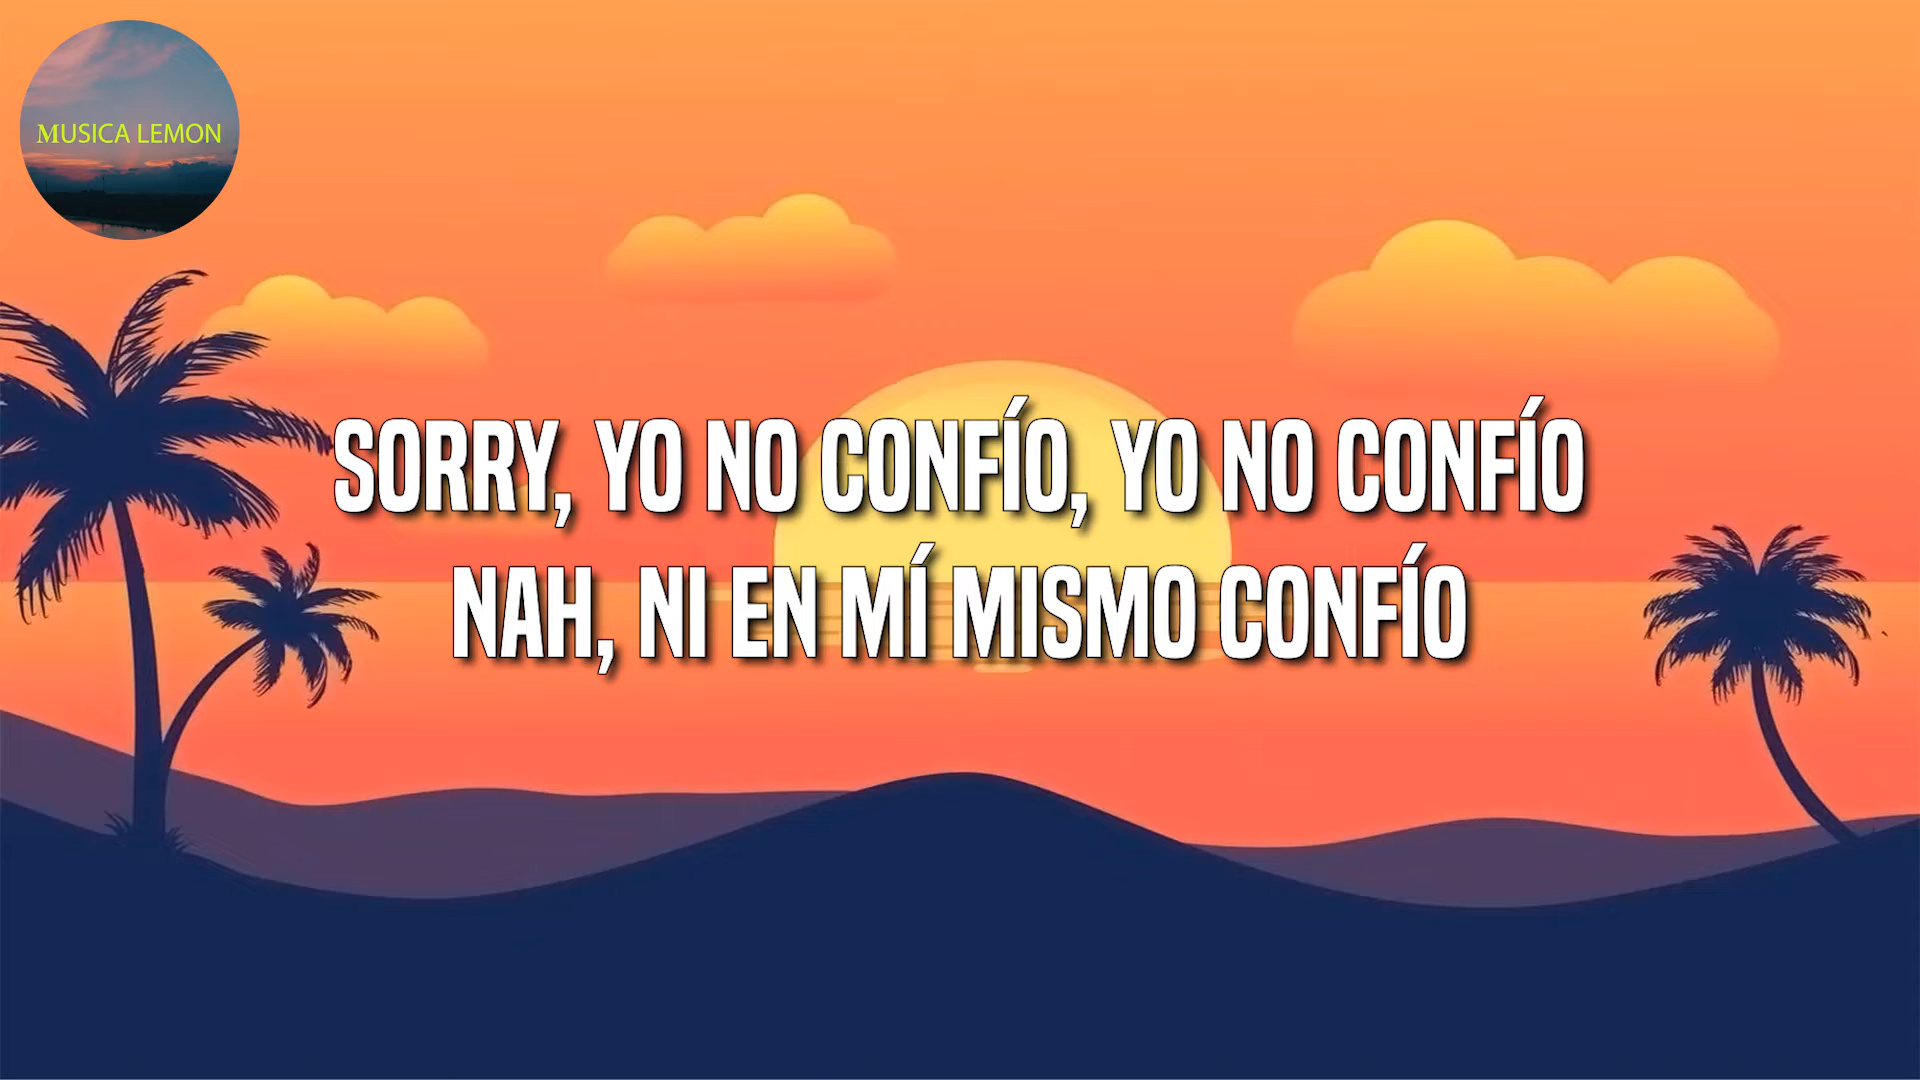 MUSICA LEMON
SORRY, YO NO CONFÍO, YO NO CONFÍO
NAH, NI EN MÍ MISMO CONFÍO